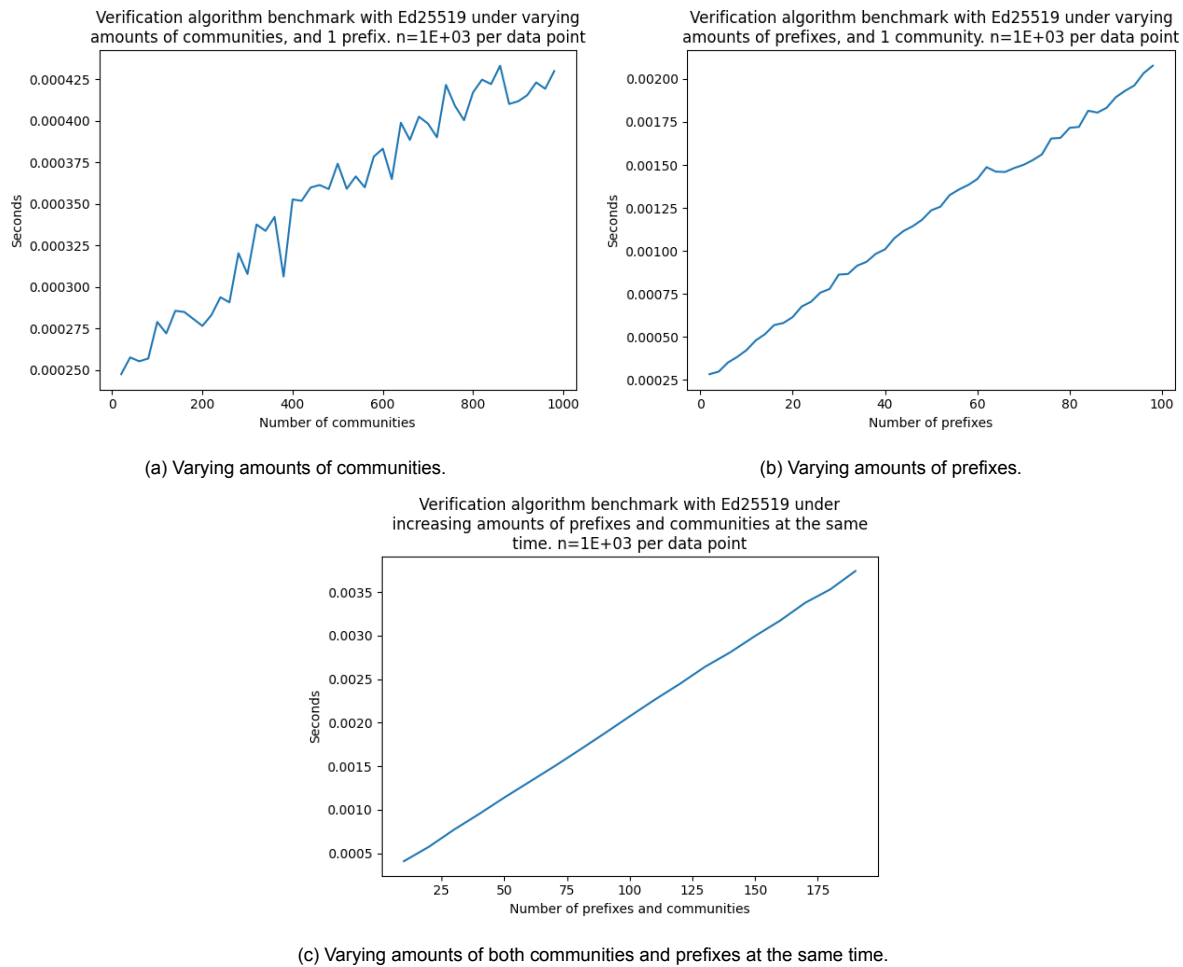 Verification algorithm benchmark with Ed25519 under varying
amounts of communities, and 1 prefix. n=1E+03 per data point
0.000425
0.000400
0.000375
0.000350
0.000325
0.000300
0.000275
0.000250
Seconds
0 200 400 600 800 1000
Number of communities
(a) Varying amounts of communities.
Verification algorithm benchmark with Ed25519 under varying
amounts of prefixes, and 1 community. n=1E+03 per data point
0.00200
0.00175
0.00150
0.00125
0.00100
0.00075
0.00050
0.00025
Seconds
0 20 40 60 80 100
Number of prefixes
(b) Varying amounts of prefixes.
Verification algorithm benchmark with Ed25519 under
increasing amounts of prefixes and communities at the same
time. n=1E+03 per data point
0.0035
0.0030
0.0025
0.0020
0.0015
0.0010
0.0005
Seconds
25 50 75 100 125 150 175
Number of prefixes and communities
(c) Varying amounts of both communities and prefixes at the same time.